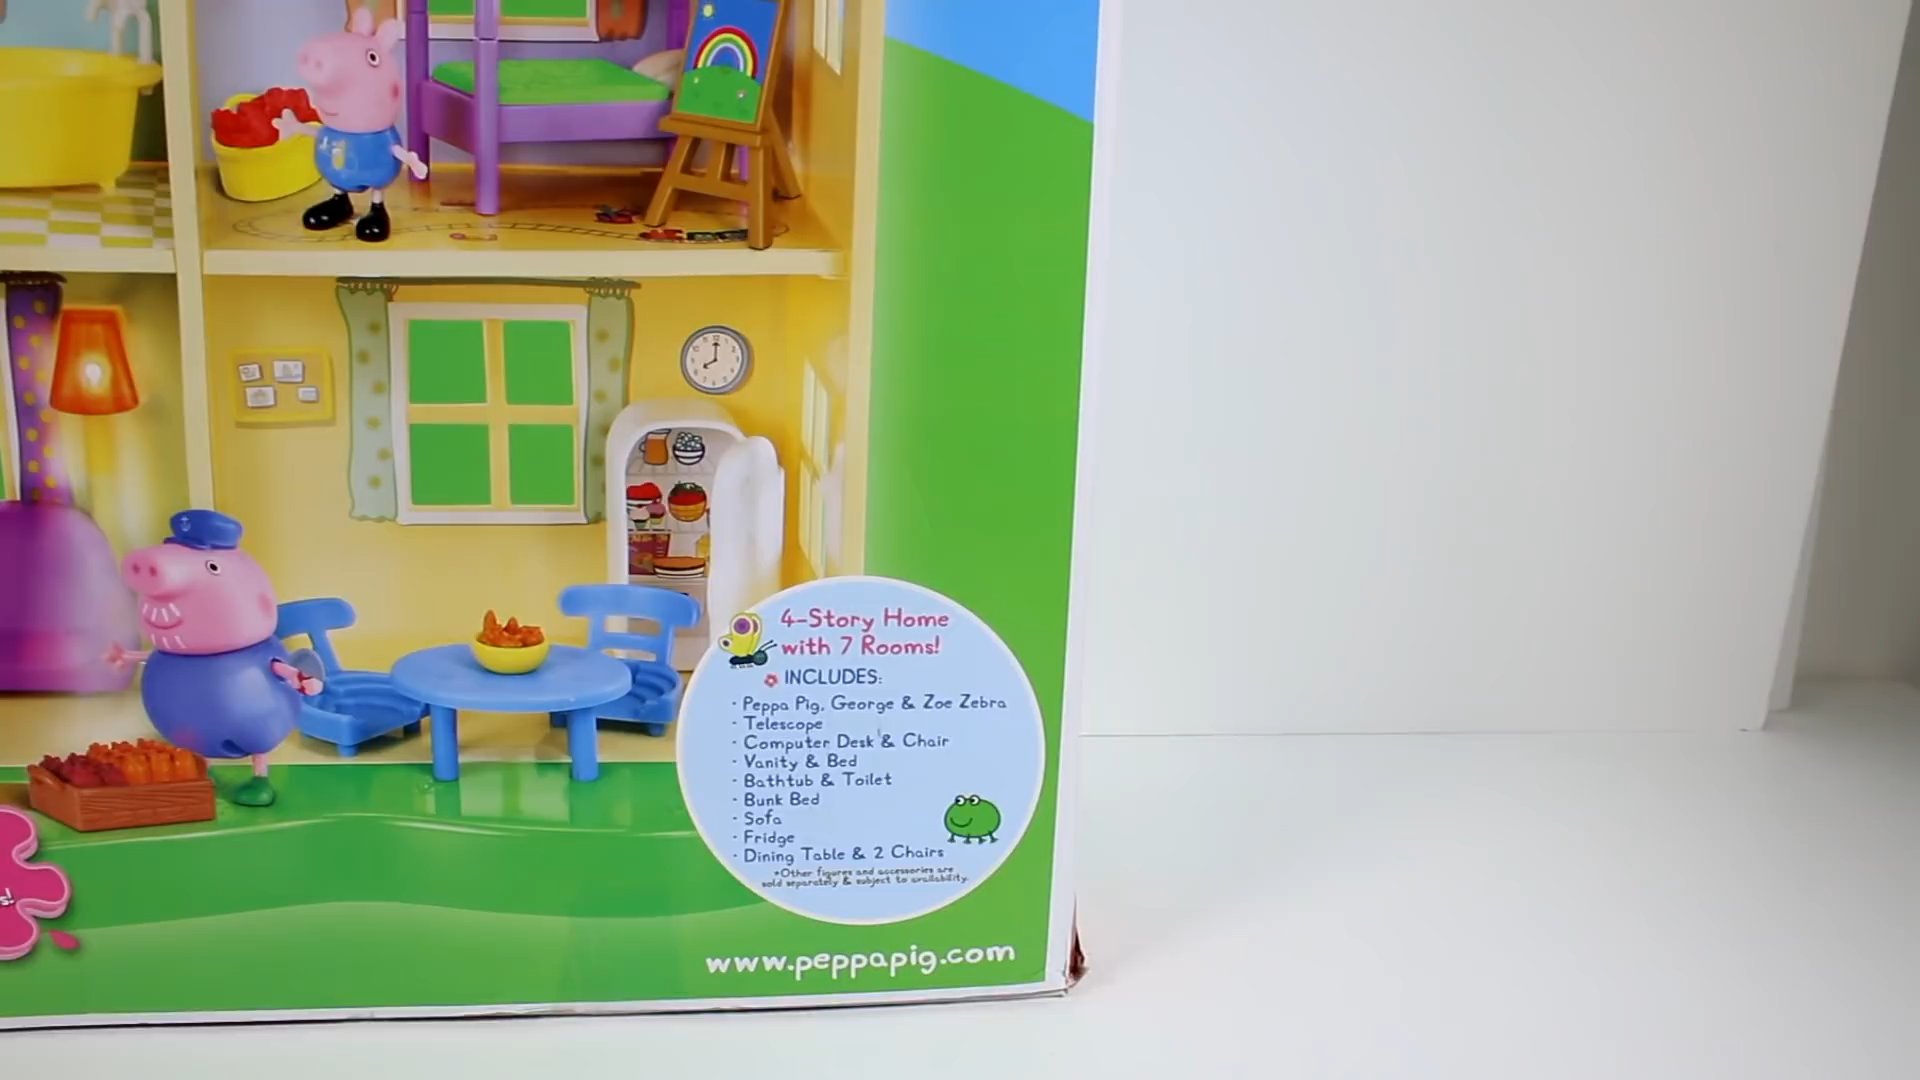 4-Story Home
with 7 Rooms!
INCLUDES:
· Peppa Pig, George & Zoe Zebra
· Telescope
· Computer Desk & Chair
· Vanity & Bed
· Bathtub & Toilet
· Bunk Bed
· Sofa
· Fridge
· Dining Table & 2 Chairs
*Other figures and accessories are
sold separately & subject to availability.
www.peppapig.com